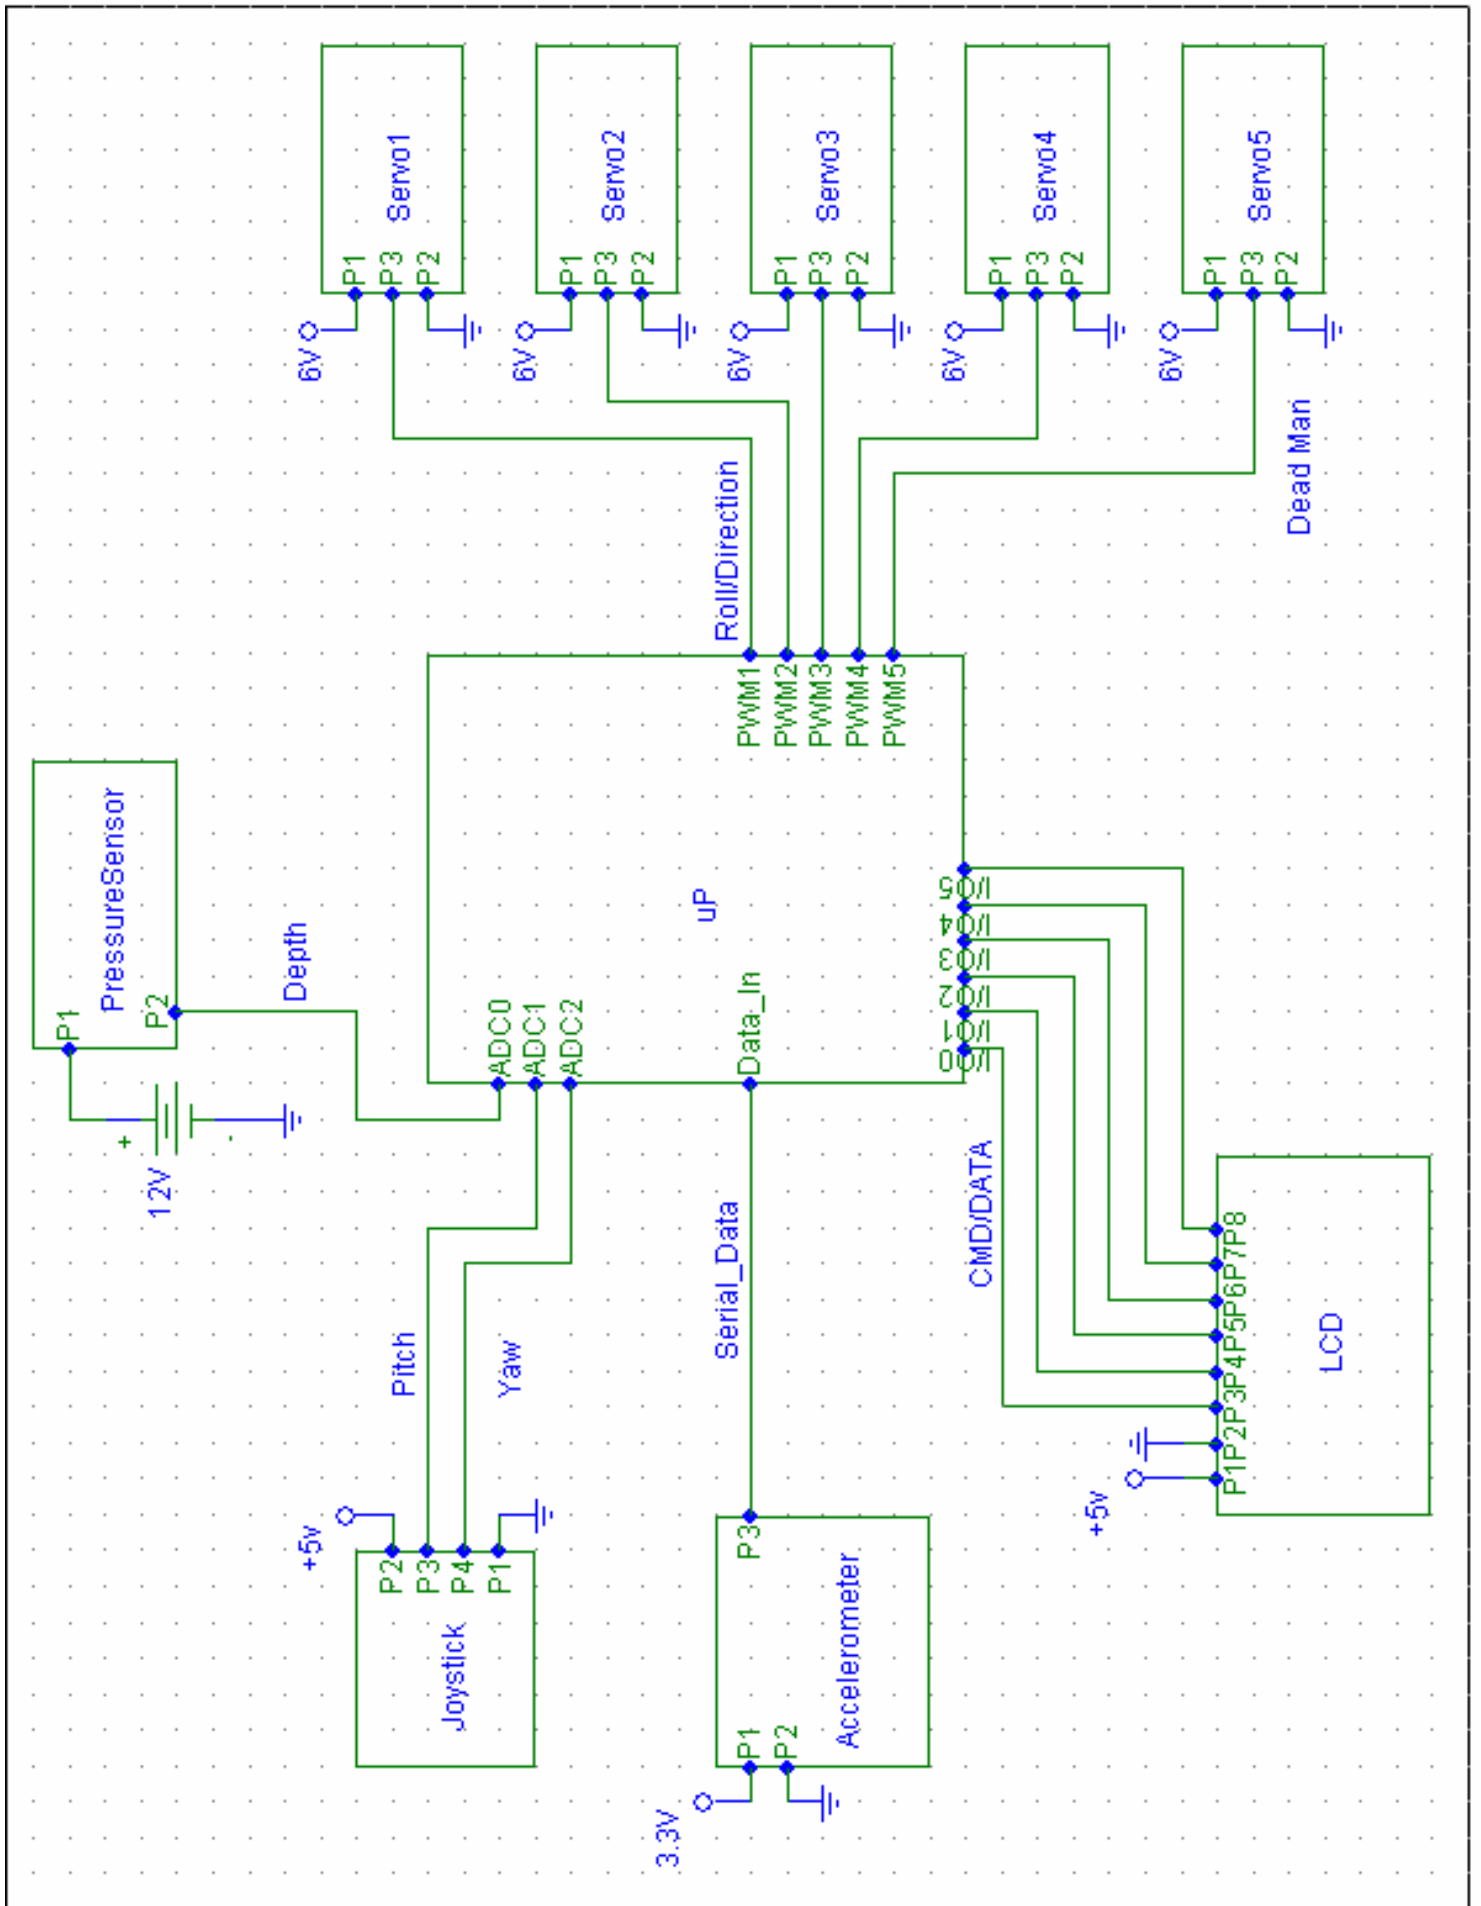 PressureSensor
P1
P2
12V
+
-
Depth
Servo1
P1
P3
P2
6V
Servo2
P1
P3
P2
6V
Servo3
P1
P3
P2
6V
Servo4
P1
P3
P2
6V
Servo5
P1
P3
P2
6V
Dead Man
Roll/Direction
uP
ADC0
ADC1
ADC2
Data_In
PWM1
PWM2
PWM3
PWM4
PWM5
I/O0
I/O1
I/O2
I/O3
I/O4
I/O5
Pitch
Yaw
Serial_Data
CMD/DATA
Joystick
P2
P3
P4
P1
+5v
Accelerometer
P3
P1
P2
3.3V
LCD
P1P2P3P4P5P6P7P8
+5v